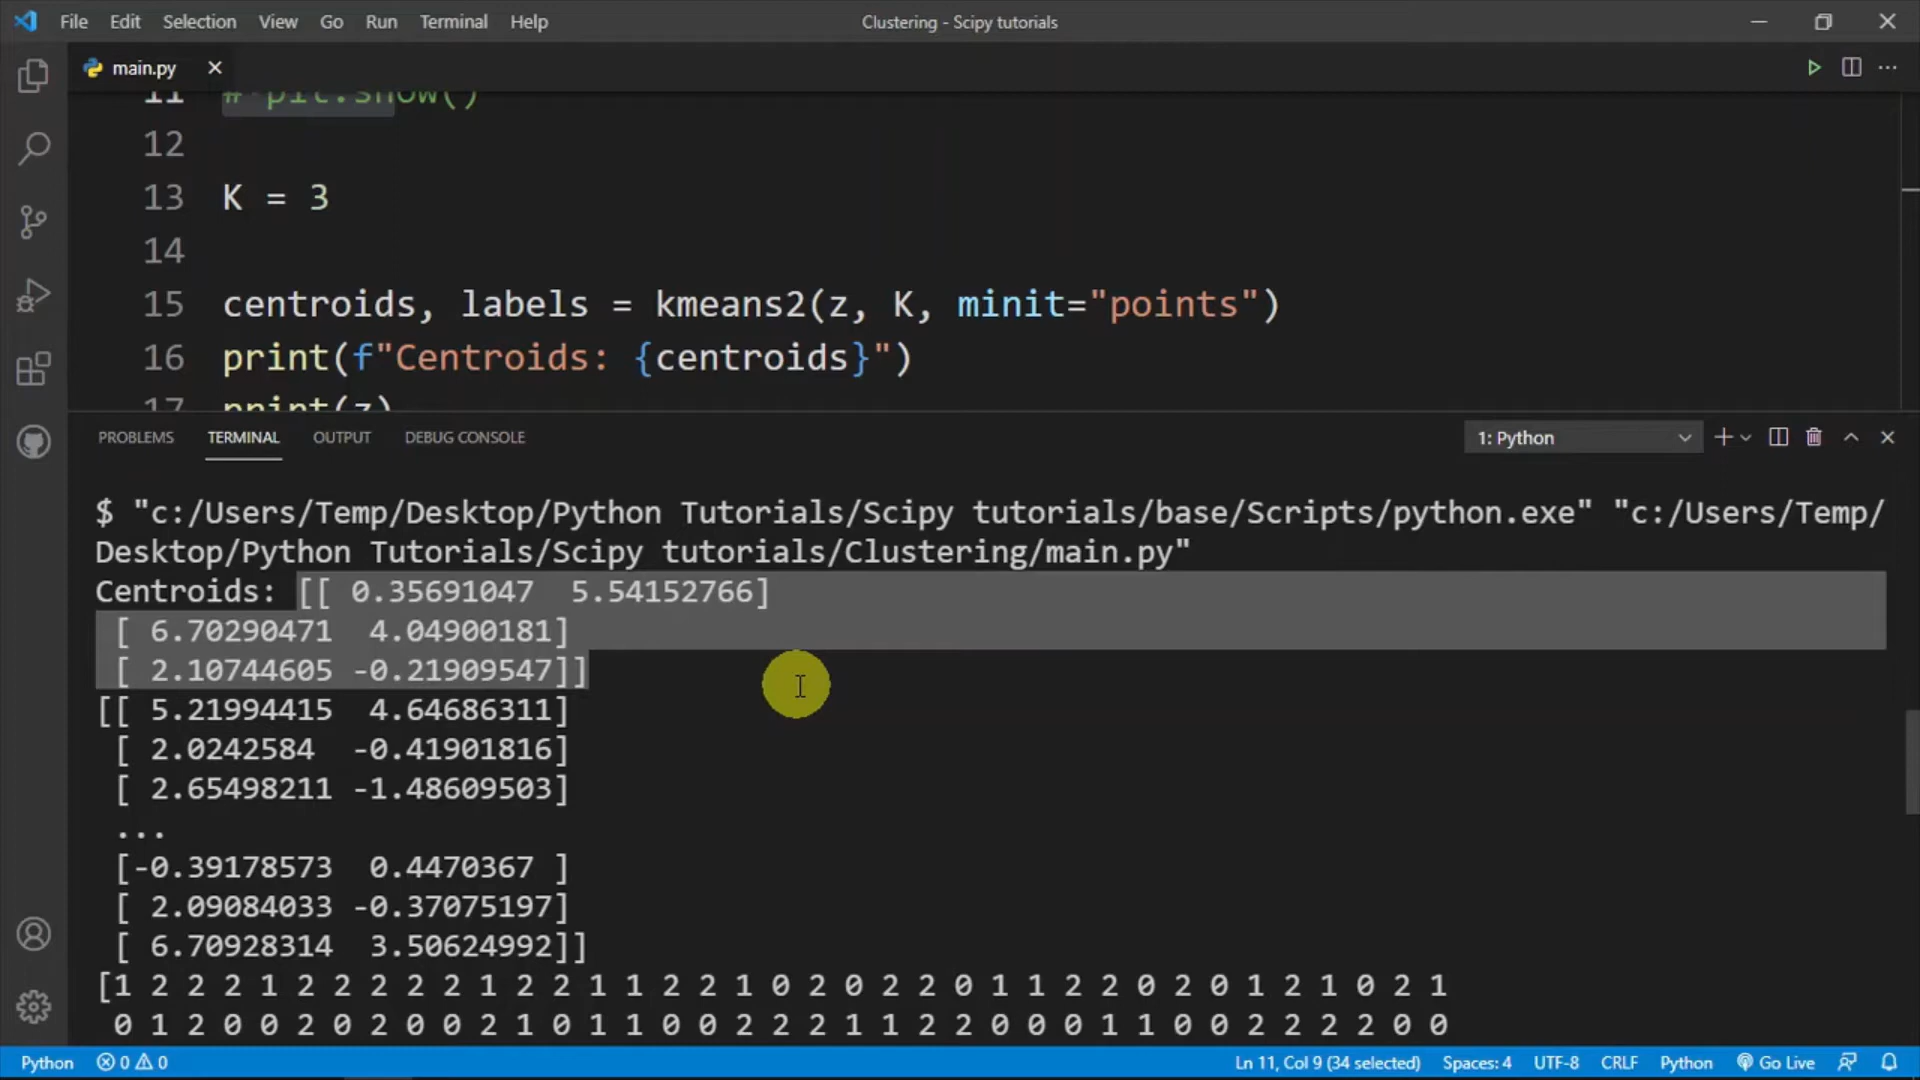 File Edit Selection View Go Run Terminal Help Clustering - Scipy tutorials
main.py
11 # plt.show()
12
13 K = 3
14
15 centroids, labels = kmeans2(z, K, minit="points")
16 print(f"Centroids: {centroids}")
17 print(z)
PROBLEMS TERMINAL OUTPUT DEBUG CONSOLE 1: Python
$ "c:/Users/Temp/Desktop/Python Tutorials/Scipy tutorials/base/Scripts/python.exe" "c:/Users/Temp/
Desktop/Python Tutorials/Scipy tutorials/Clustering/main.py"
Centroids: [[ 0.35691047  5.54152766]
[ 6.70290471  4.04900181]
[ 2.10744605 -0.21909547]]
[[ 5.21994415  4.64686311]
[ 2.0242584  -0.41901816]
[ 2.65498211 -1.48609503]
...
[-0.39178573  0.4470367 ]
[ 2.09084033 -0.37075197]
[ 6.70928314  3.50624992]]
[1 2 2 2 1 2 2 2 2 2 1 2 2 1 1 2 2 1 0 2 0 2 2 0 1 1 2 2 0 2 0 1 2 1 0 2 1
0 1 2 0 0 2 0 2 0 0 2 1 0 1 1 0 0 2 2 2 1 1 2 2 0 0 0 1 1 0 0 2 2 2 0 0
Python 0 0 Ln 11, Col 9 (34 selected) Spaces: 4 UTF-8 CRLF Python Go Live